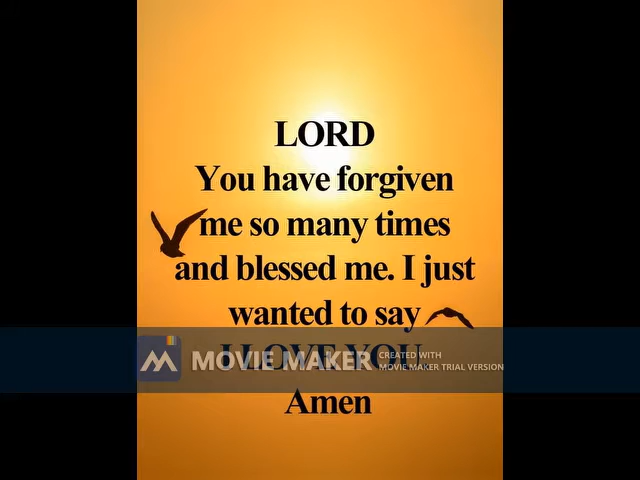 LORD
You have forgiven
me so many times
and blessed me. I just
wanted to say
I LOVE YOU
MOVIE MAKER
CREATED WITH
MOVIE MAKER TRIAL VERSION
Amen